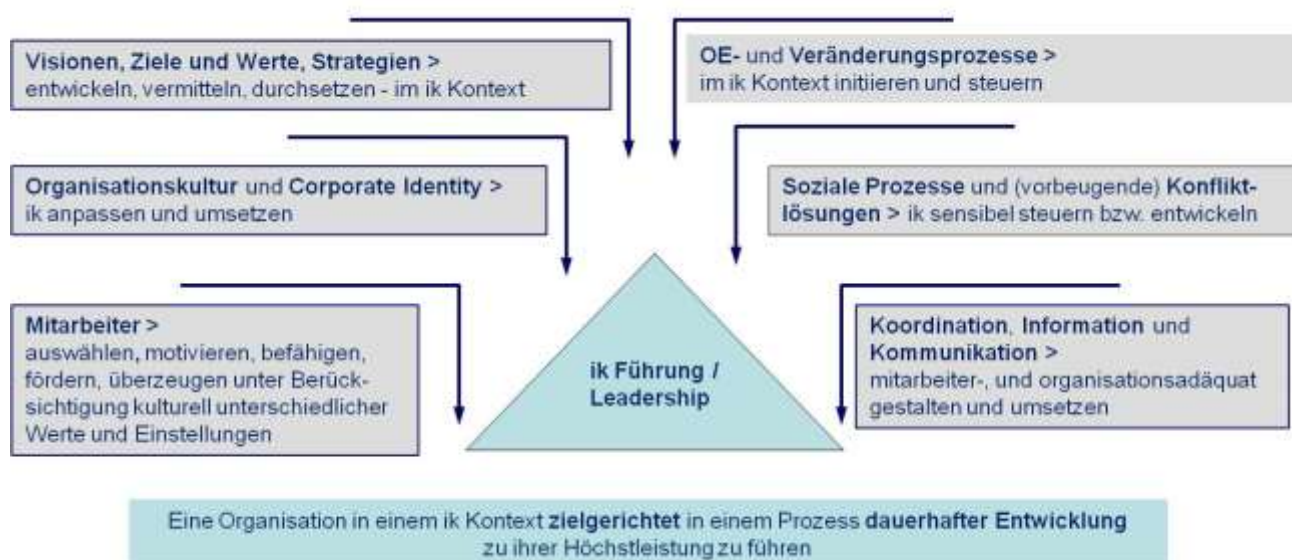 Visionen, Ziele und Werte, Strategien >
entwickeln, vermitteln, durchsetzen - im ik Kontext
OE- und Veränderungsprozesse >
im ik Kontext initiieren und steuern
Organisationskultur und Corporate Identity >
ik anpassen und umsetzen
Soziale Prozesse und (vorbeugende) Konflikt-
lösungen > ik sensibel steuern bzw. entwickeln
Mitarbeiter >
auswählen, motivieren, befähigen,
fördern, überzeugen unter Berück-
sichtigung kulturell unterschiedlicher
Werte und Einstellungen
ik Führung /
Leadership
Koordination, Information und
Kommunikation >
mitarbeiter-, und organisationsadäquat
gestalten und umsetzen
Eine Organisation in einem ik Kontext zielgerichtet in einem Prozess dauerhafter Entwicklung
zu ihrer Höchstleistung zu führen